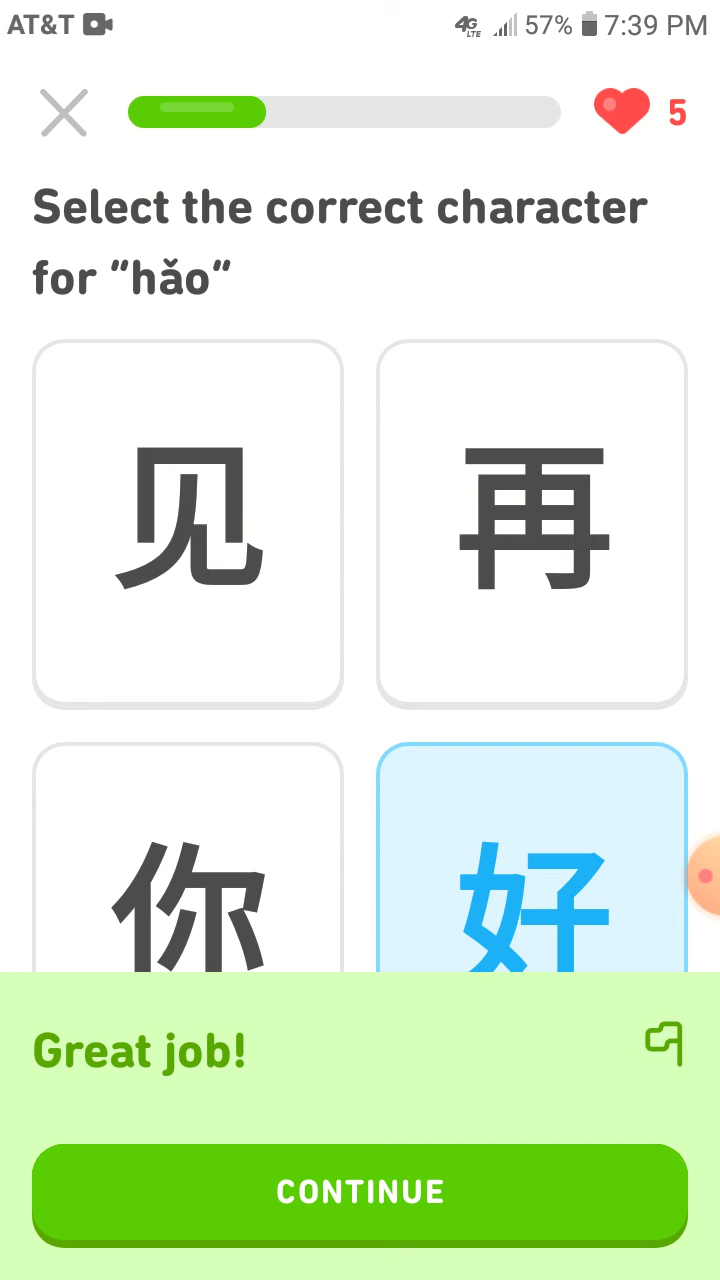 AT&T 4G LTE 57% 7:39 PM
5
Select the correct character
for “hǎo”
见 再
你 好
Great job!
CONTINUE